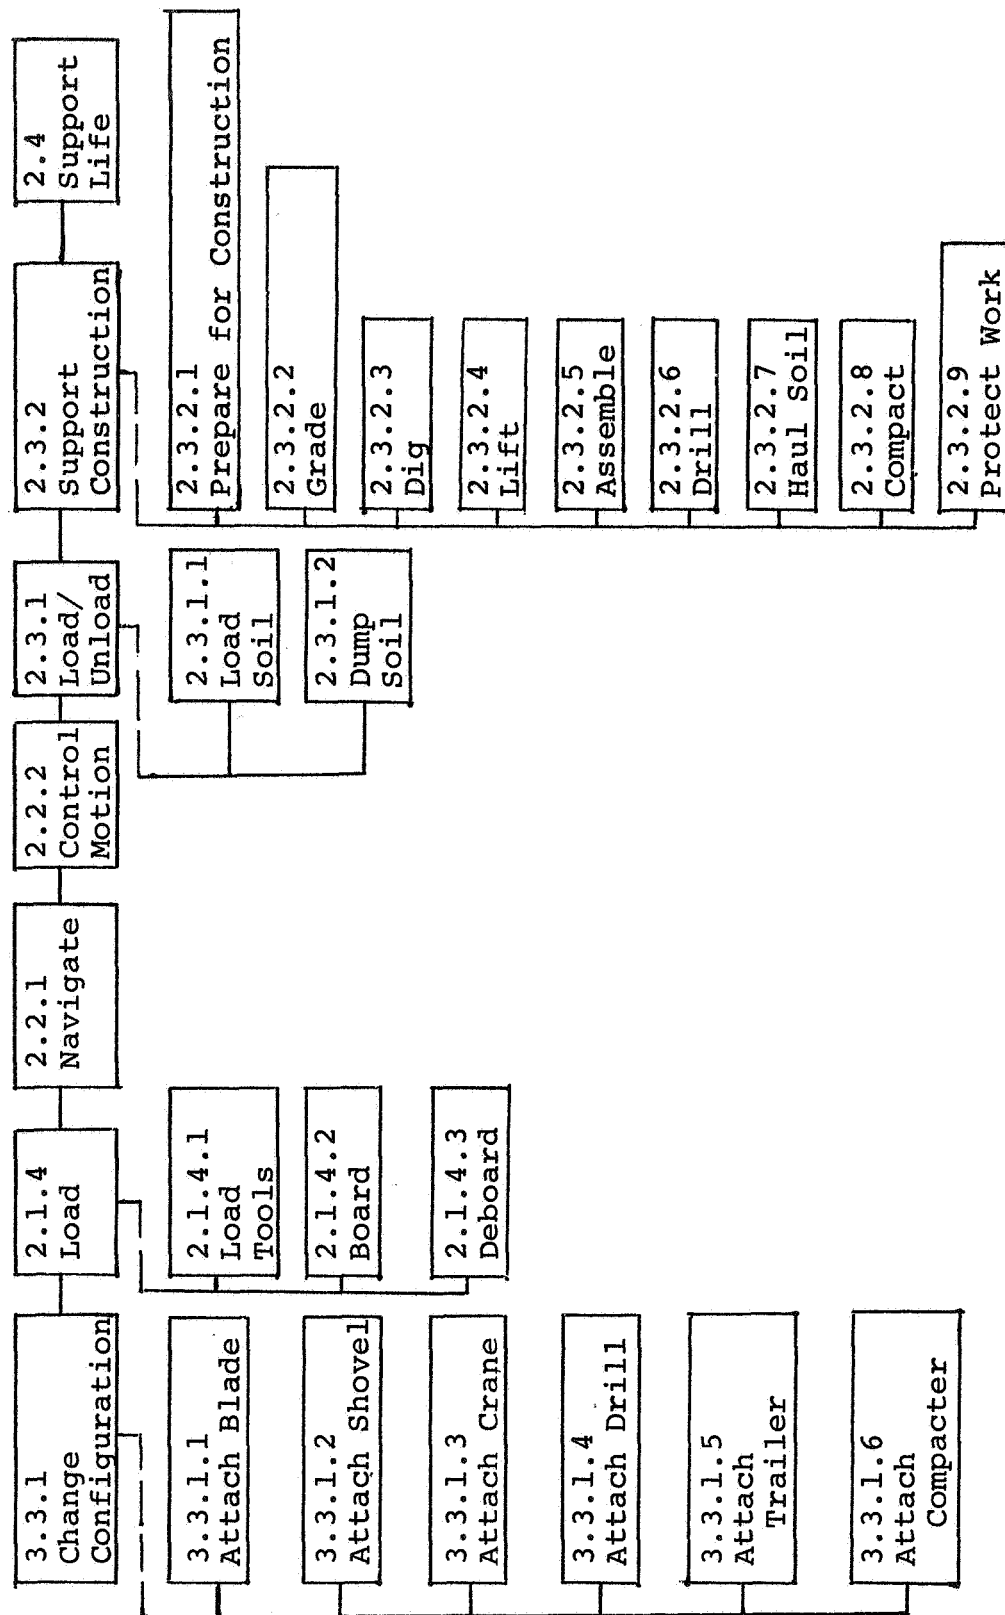 3.3.1
Change
Configuration
2.1.4
Load
2.2.1
Navigate
2.2.2
Control
Motion
2.3.1
Load/
Unload
2.3.2
Support
Construction
2.4
Support
Life
3.3.1.1
Attach Blade
3.3.1.2
Attach Shovel
3.3.1.3
Attach Crane
3.3.1.4
Attach Drill
3.3.1.5
Attach
Trailer
3.3.1.6
Attach
Compacter
2.1.4.1
Load
Tools
2.1.4.2
Board
2.1.4.3
Deboard
2.3.1.1
Load
Soil
2.3.1.2
Dump
Soil
2.3.2.1
Prepare for Construction
2.3.2.2
Grade
2.3.2.3
Dig
2.3.2.4
Lift
2.3.2.5
Assemble
2.3.2.6
Drill
2.3.2.7
Haul Soil
2.3.2.8
Compact
2.3.2.9
Protect Work